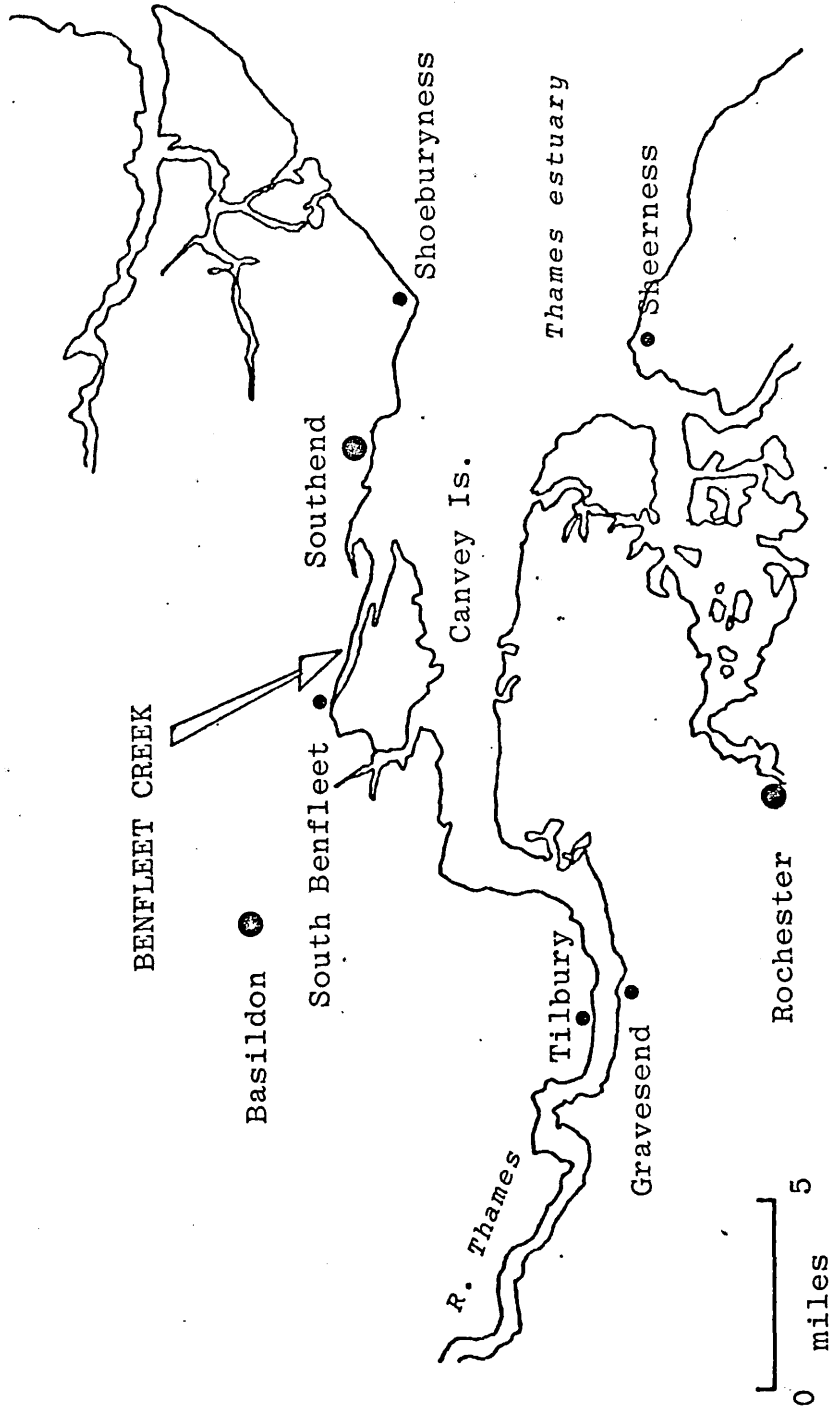 BENFLEET CREEK
Basildon
South Benfleet
Southend
Shoeburyness
Canvey Is.
Thames estuary
R. Thames
Tilbury
Gravesend
Sheerness
Rochester
0 5
miles